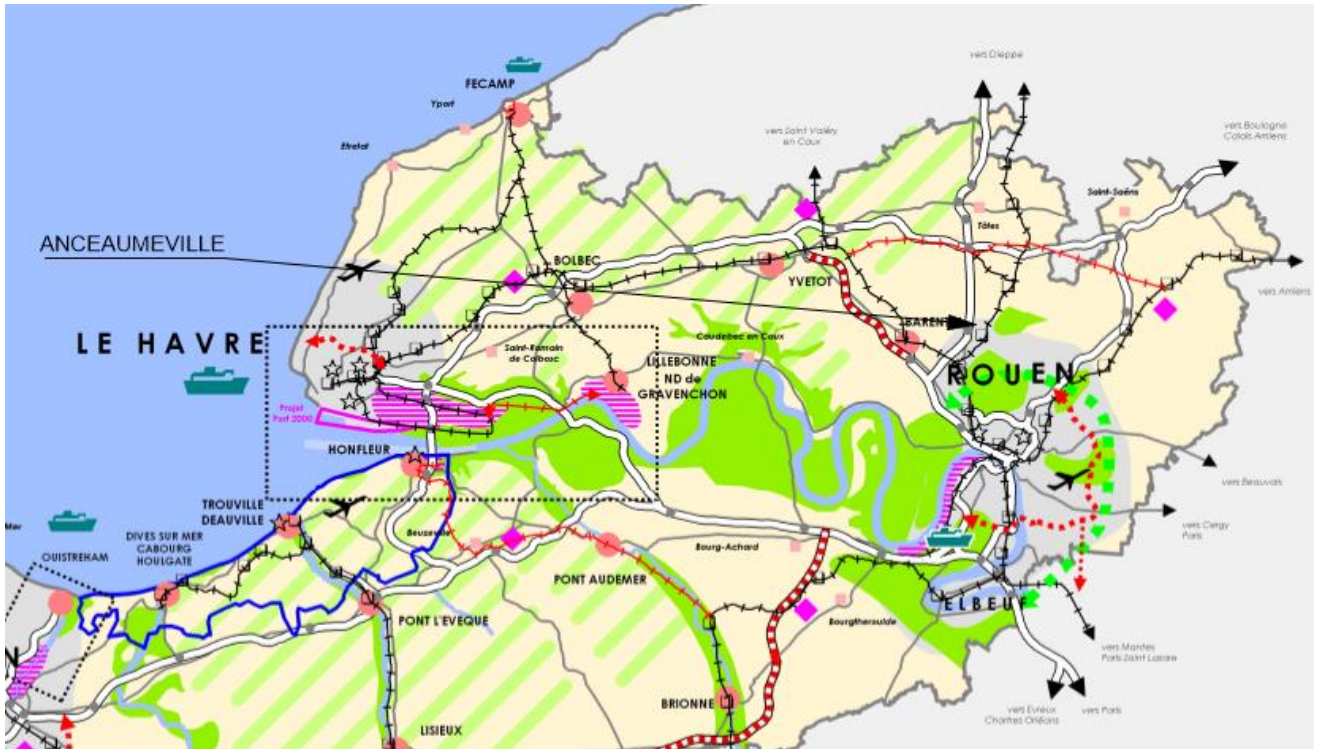 vers Dieppe
FECAMP
Yport
vers Boulogne
Calais Amiens
vers Saint Valéry
en Caux
Etretat
Saint-Saëns
Tôtes
ANCEAUMEVILLE
BOLBEC
YVETOT
vers Amiens
BARENT
LE HAVRE
Caudebec en Caux
Saint-Romain
de Colbosc
LILLEBONNE
ND de
GRAVENCHON
ROUEN
Projet
Port 2000
HONFLEUR
vers Beauvais
TROUVILLE
DEAUVILLE
vers Cergy
Paris
Mer
DIVES SUR MER
CABOURG
HOULGATE
OUISTREHAM
Beuzeville
Bourg-Achard
PONT AUDEMER
ELBEUF
PONT L'EVEQUE
Bourgtheroulde
vers Mantes
Paris Saint Lazare
N
BRIONNE
vers Evreux
Chartres Orléans
vers Paris
LISIEUX